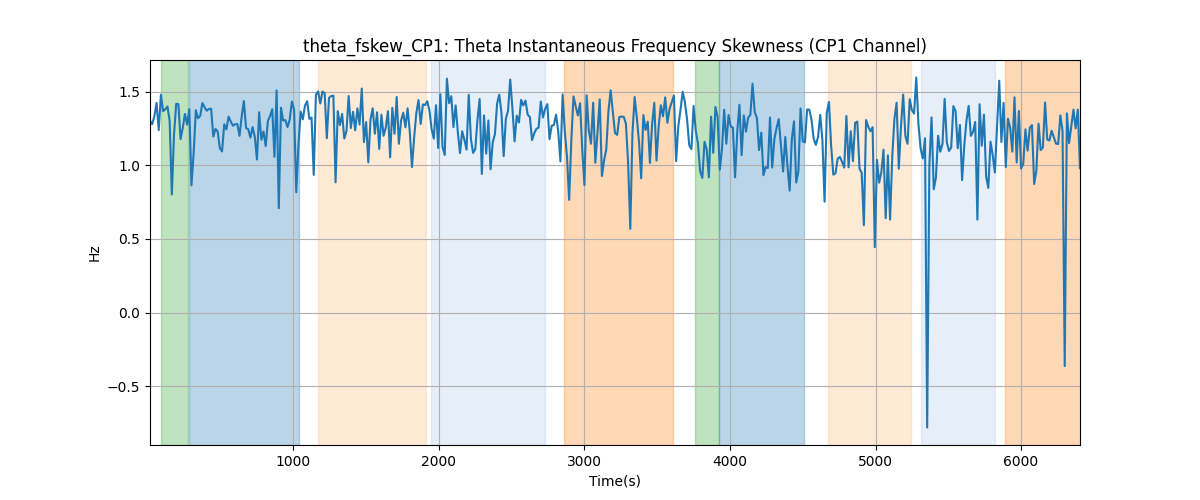 theta_fskew_CP1: Theta Instantaneous Frequency Skewness (CP1 Channel)
1.5
1.0
0.5
0.0
−0.5
Hz
1000 2000 3000 4000 5000 6000
Time(s)